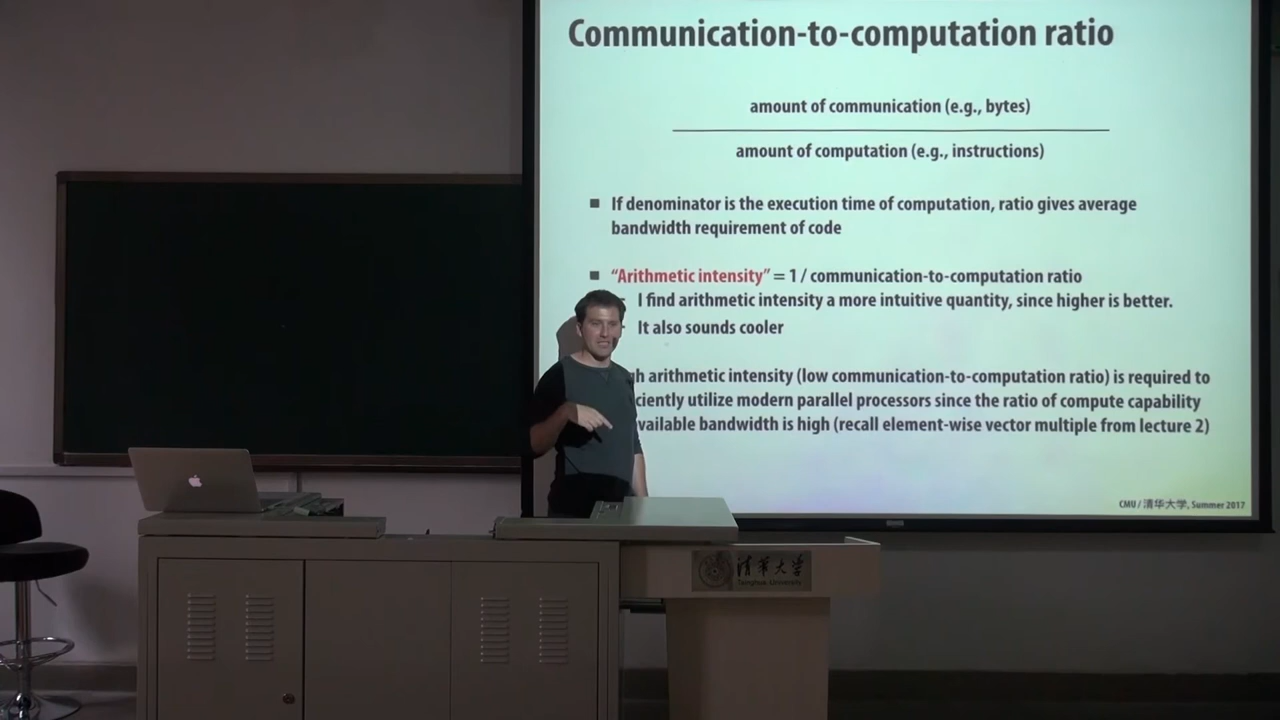 Communication-to-computation ratio
amount of communication (e.g., bytes)
amount of computation (e.g., instructions)
If denominator is the execution time of computation, ratio gives average
bandwidth requirement of code
“Arithmetic intensity” = 1 / communication-to-computation ratio
I find arithmetic intensity a more intuitive quantity, since higher is better.
It also sounds cooler
arithmetic intensity (low communication-to-computation ratio) is required to
utilize modern parallel processors since the ratio of compute capability
bandwidth is high (recall element-wise vector multiple from lecture 2)
CMU / 清华大学, Summer 2017
清华大学
Tsinghua University